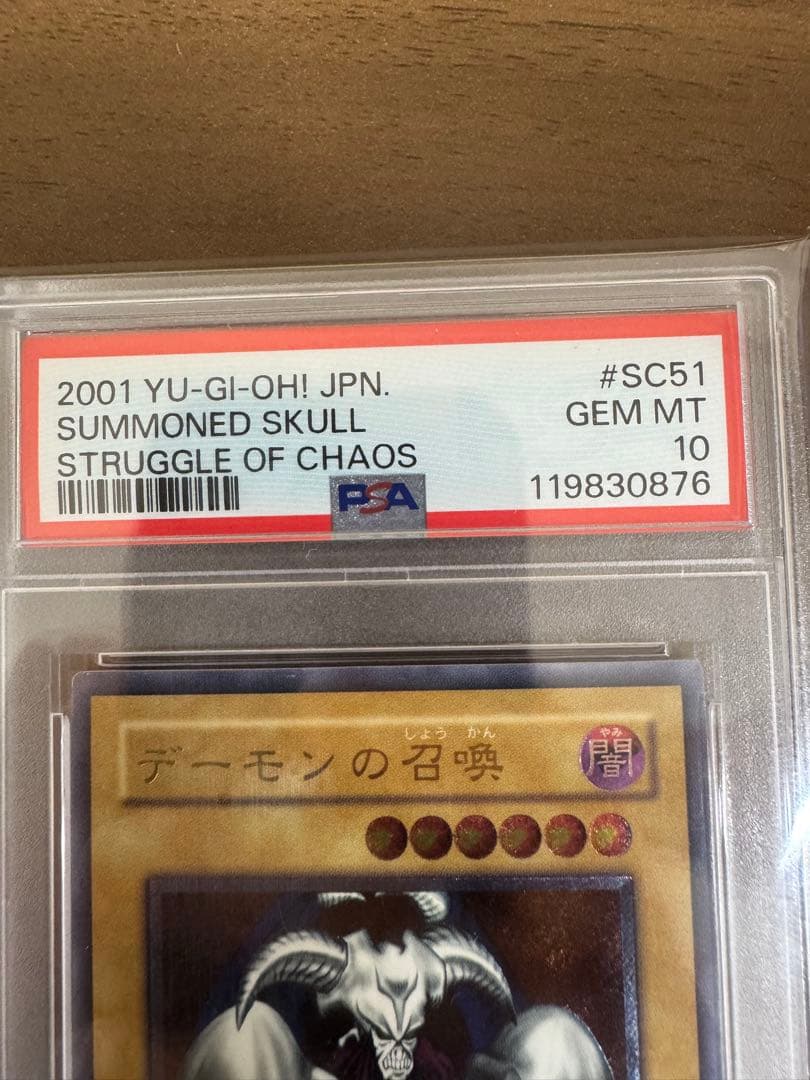 2001 YU-GI-OH! JPN. #SC51
SUMMONED SKULL GEM MT
STRUGGLE OF CHAOS 10
PSA 119830876
しょう かん
デーモンの召喚
やみ
闇